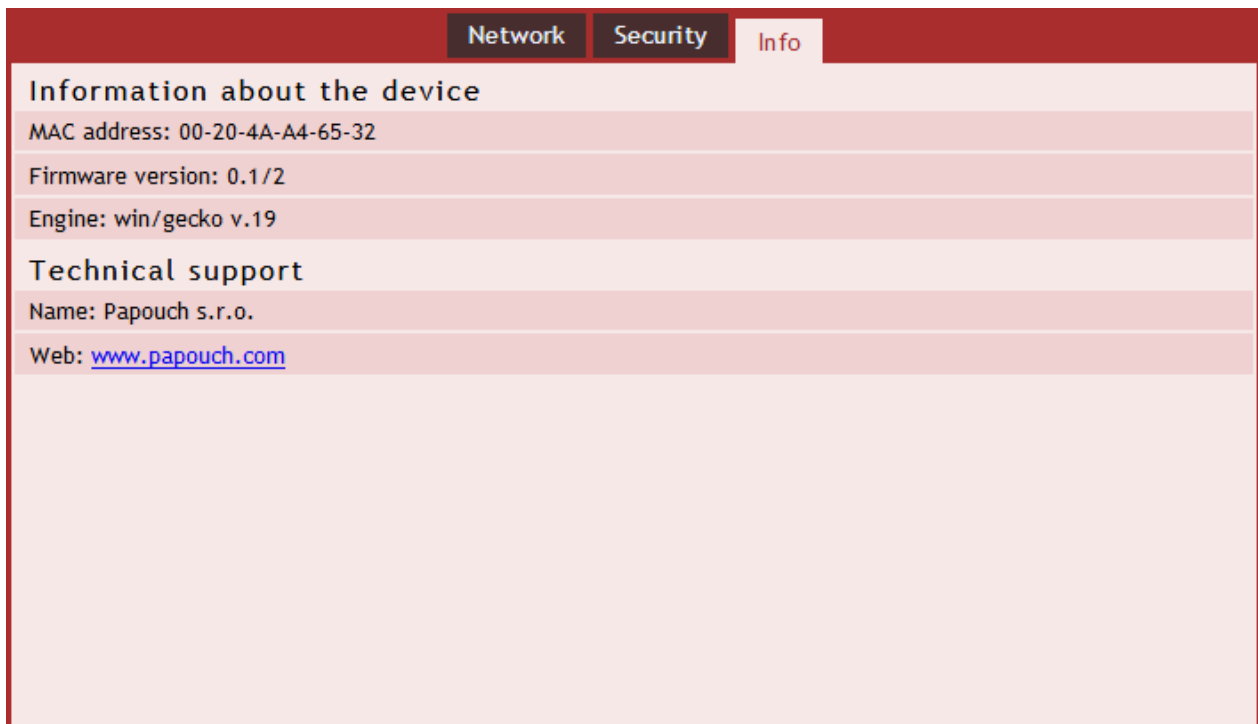 Network Security Info
Information about the device
MAC address: 00-20-4A-A4-65-32
Firmware version: 0.1/2
Engine: win/gecko v.19
Technical support
Name: Papouch s.r.o.
Web: www.papouch.com